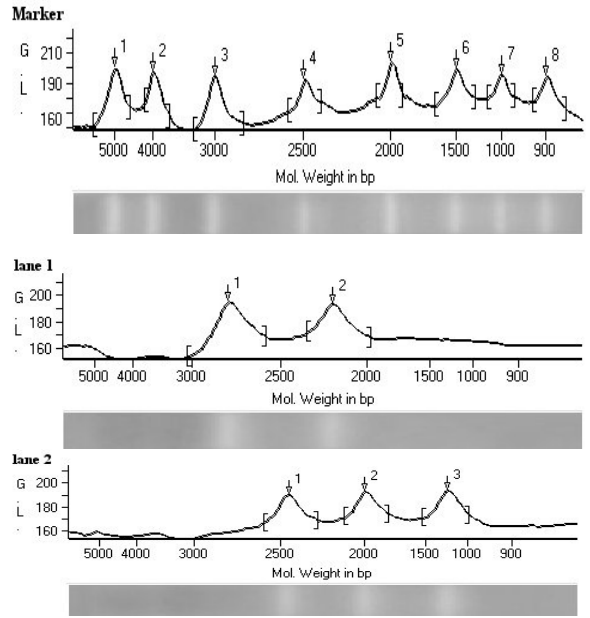 Marker
1 2 3 4 5 6 7 8
G 210
.. 190
L
. 160
5000 4000 3000 2500 2000 1500 1000 900
Mol. Weight in bp
lane 1
1 2
G 200
..
L 180
. 160
5000 4000 3000 2500 2000 1500 1000 900
Mol. Weight in bp
lane 2
1 2 3
G 200
..
L 180
. 160
5000 4000 3000 2500 2000 1500 1000 900
Mol. Weight in bp